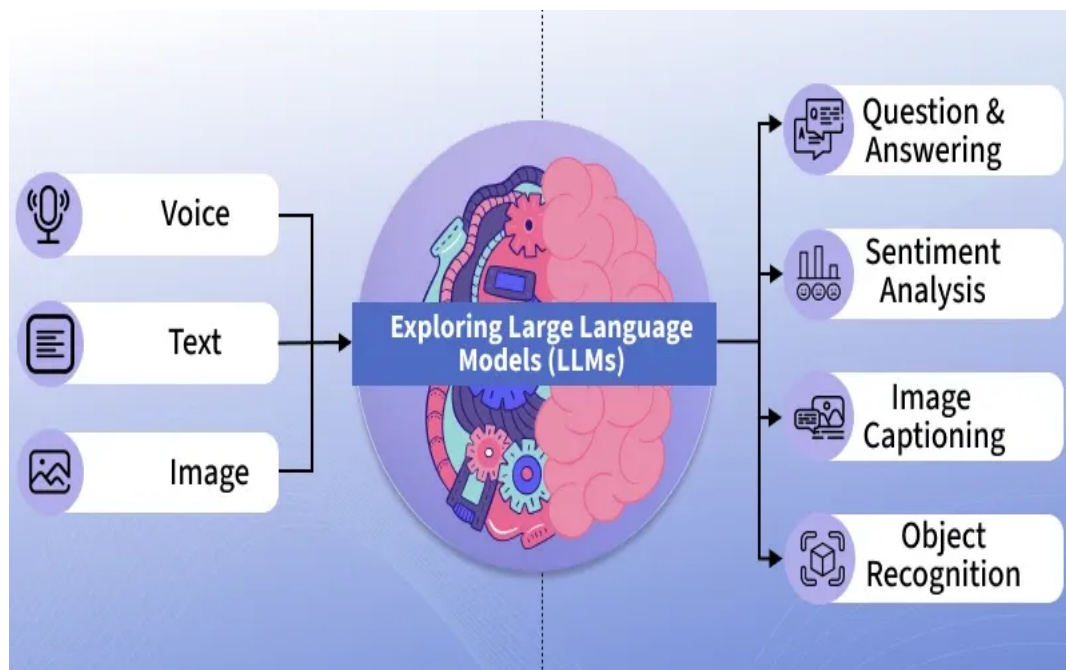 Voice
Text
Image
Exploring Large Language
Models (LLMs)
Question &
Answering
Sentiment
Analysis
Image
Captioning
Object
Recognition